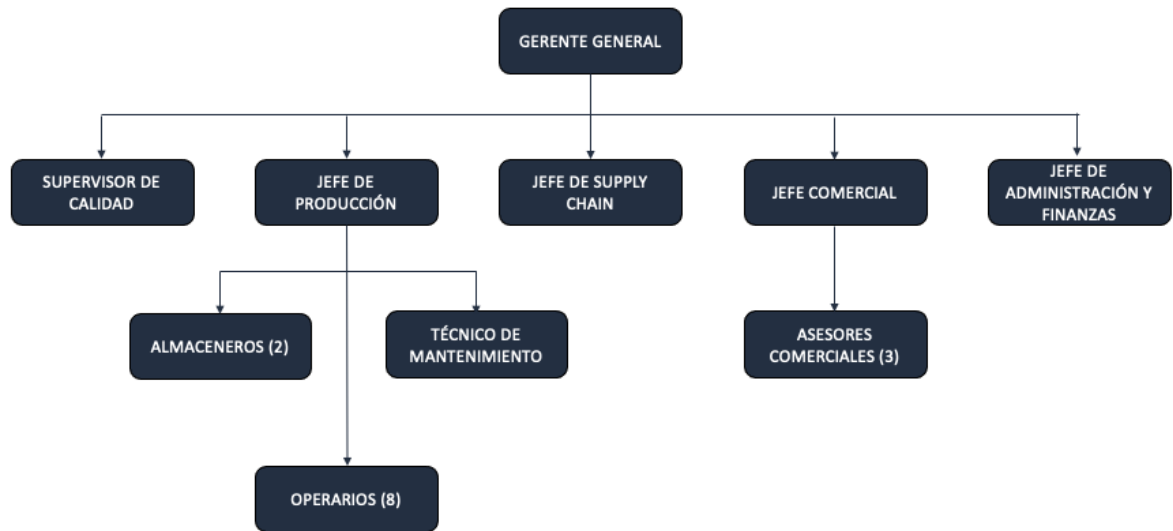 GERENTE GENERAL
SUPERVISOR DE
CALIDAD
JEFE DE
PRODUCCIÓN
JEFE DE SUPPLY
CHAIN
JEFE COMERCIAL
JEFE DE
ADMINISTRACIÓN Y
FINANZAS
ALMACENEROS (2)
TÉCNICO DE
MANTENIMIENTO
ASESORES
COMERCIALES (3)
OPERARIOS (8)